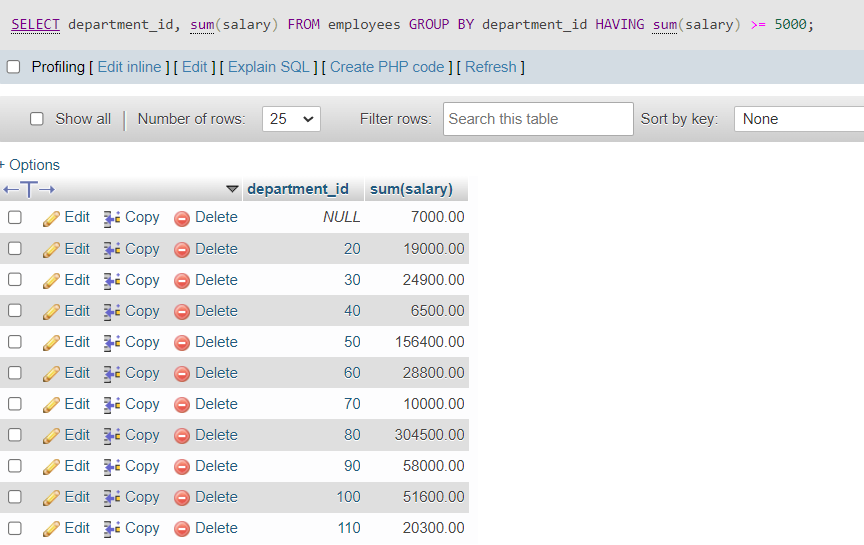 SELECT department_id, sum(salary) FROM employees GROUP BY department_id HAVING sum(salary) >= 5000;
Profiling [ Edit inline ] [ Edit ] [ Explain SQL ] [ Create PHP code ] [ Refresh ]
Show all | Number of rows: 25 Filter rows: Search this table Sort by key: None
+ Options
←T→ department_id sum(salary)
Edit Copy Delete NULL 7000.00
Edit Copy Delete 20 19000.00
Edit Copy Delete 30 24900.00
Edit Copy Delete 40 6500.00
Edit Copy Delete 50 156400.00
Edit Copy Delete 60 28800.00
Edit Copy Delete 70 10000.00
Edit Copy Delete 80 304500.00
Edit Copy Delete 90 58000.00
Edit Copy Delete 100 51600.00
Edit Copy Delete 110 20300.00